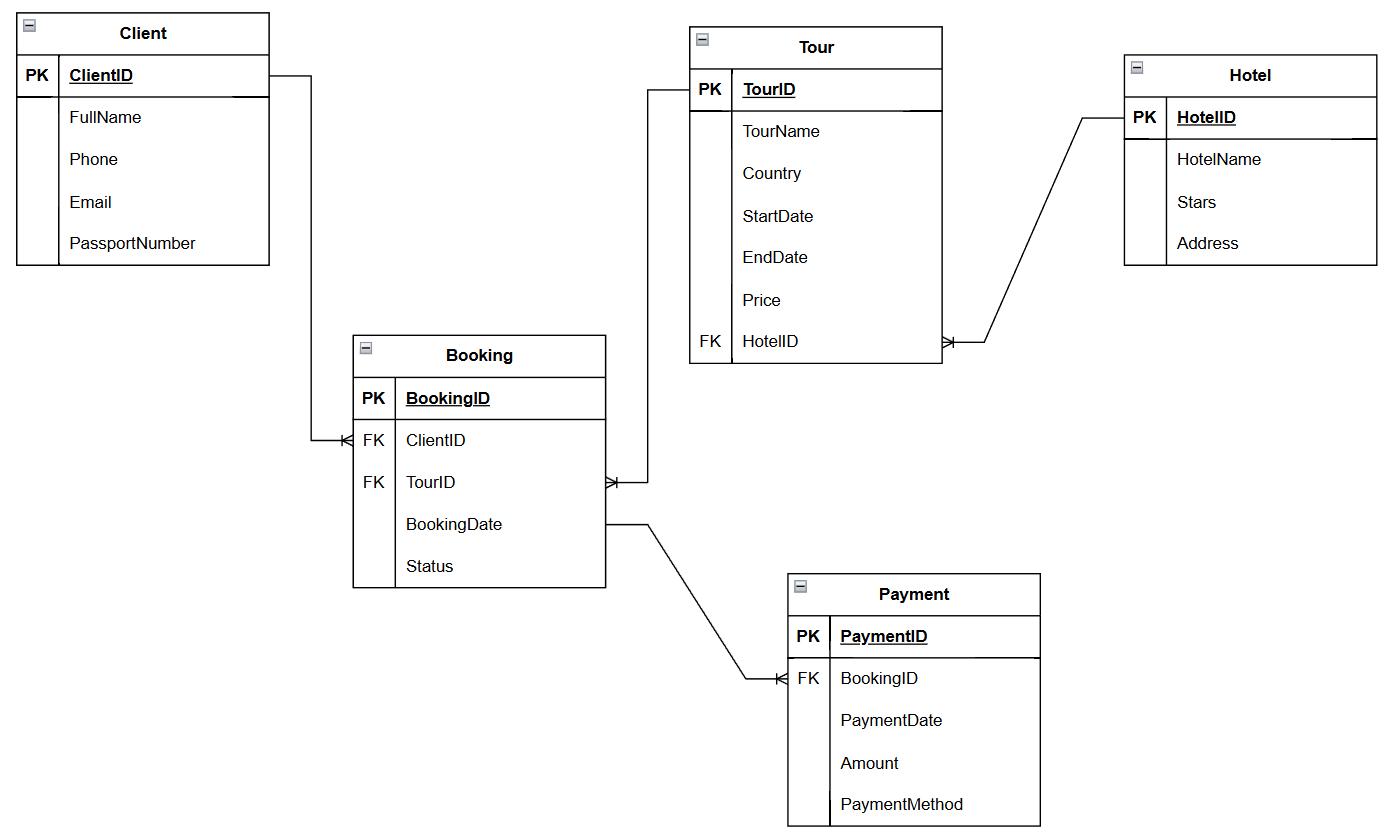 Client
PK ClientID
FullName
Phone
Email
PassportNumber
Tour
PK TourID
TourName
Country
StartDate
EndDate
Price
FK HotelID
Hotel
PK HotelID
HotelName
Stars
Address
Booking
PK BookingID
FK ClientID
FK TourID
BookingDate
Status
Payment
PK PaymentID
FK BookingID
PaymentDate
Amount
PaymentMethod